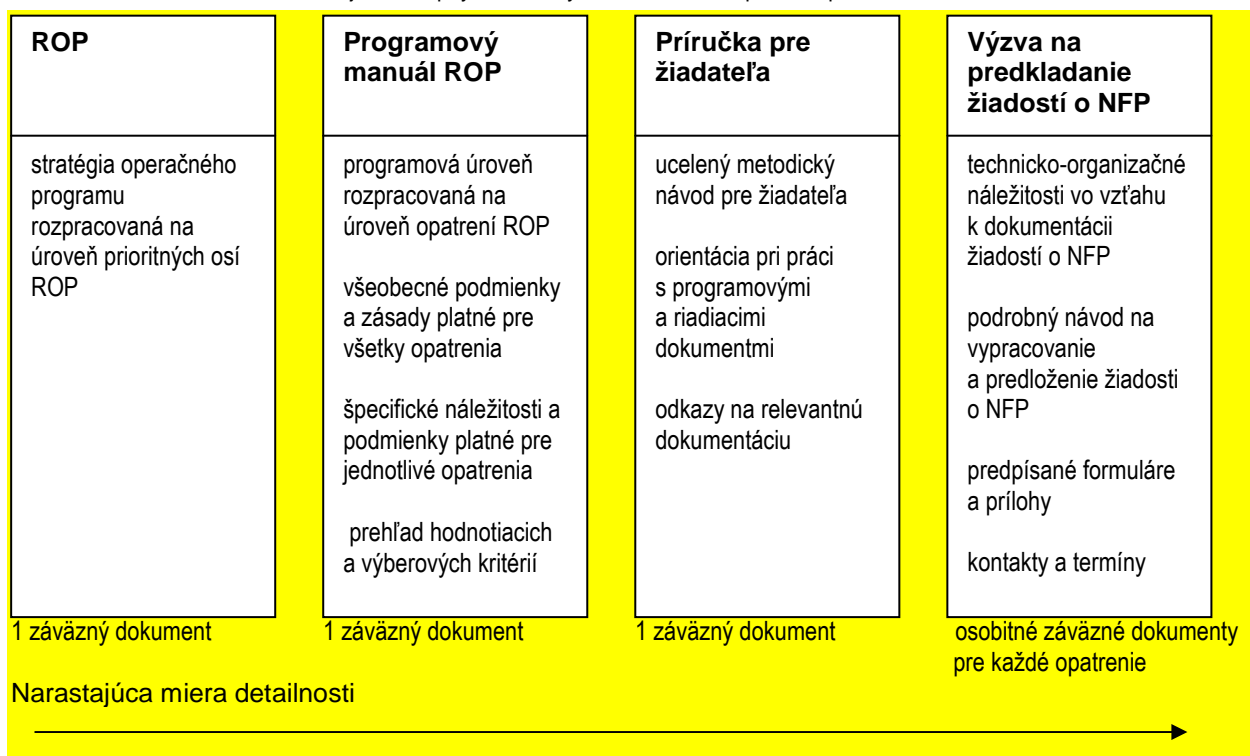 ROP
stratégia operačného
programu
rozpracovaná na
úroveň prioritných osí
ROP
1 záväzný dokument
Programový
manuál ROP
programová úroveň
rozpracovaná na
úroveň opatrení ROP
všeobecné podmienky
a zásady platné pre
všetky opatrenia
špecifické náležitosti a
podmienky platné pre
jednotlivé opatrenia
prehľad hodnotiacich
a výberových kritérií
1 záväzný dokument
Príručka pre
žiadateľa
ucelený metodický
návod pre žiadateľa
orientácia pri práci
s programovými
a riadiacimi
dokumentmi
odkazy na relevantnú
dokumentáciu
1 záväzný dokument
Výzva na
predkladanie
žiadostí o NFP
technicko-organizačné
náležitosti vo vzťahu
k dokumentácii
žiadostí o NFP
podrobný návod na
vypracovanie
a predloženie žiadosti
o NFP
predpísané formuláre
a prílohy
kontakty a termíny
osobitné záväzné dokumenty
pre každé opatrenie
Narastajúca miera detailnosti